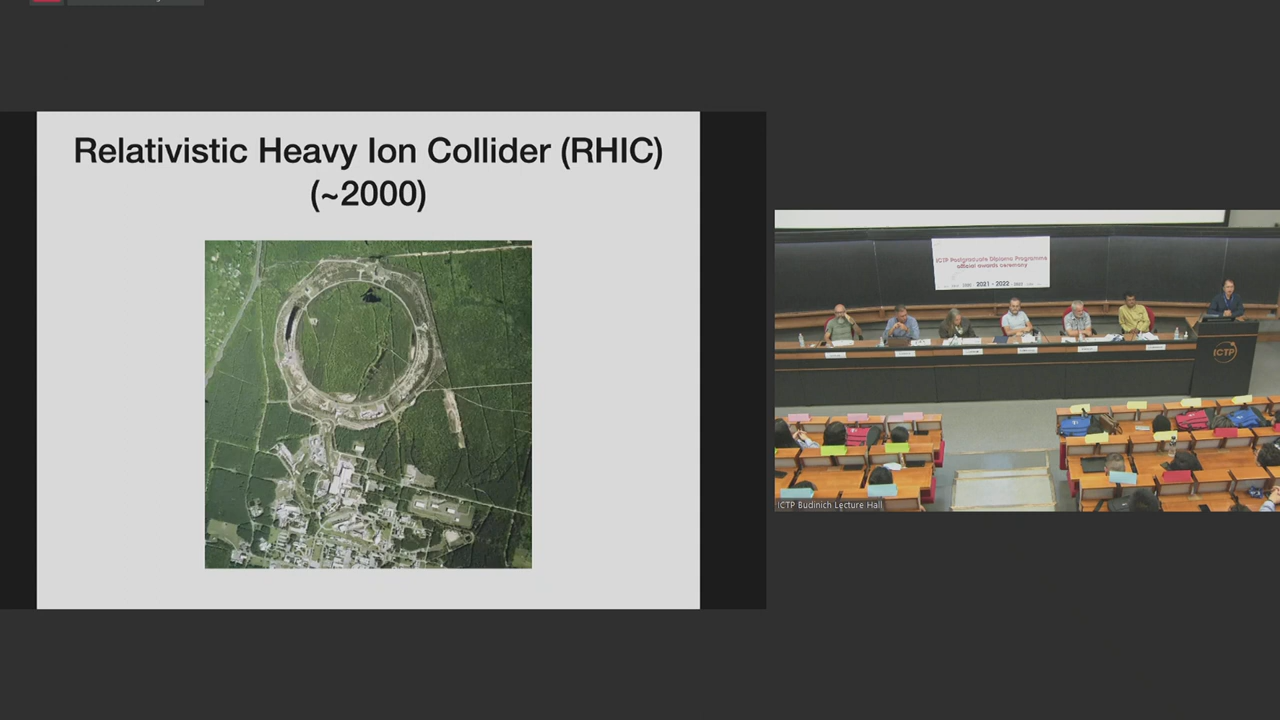 Relativistic Heavy Ion Collider (RHIC)
(~2000)
ICTP Postgraduate Diploma Programme
official awards ceremony
2021 - 2022
ICTP
ICTP Budinich Lecture Hall